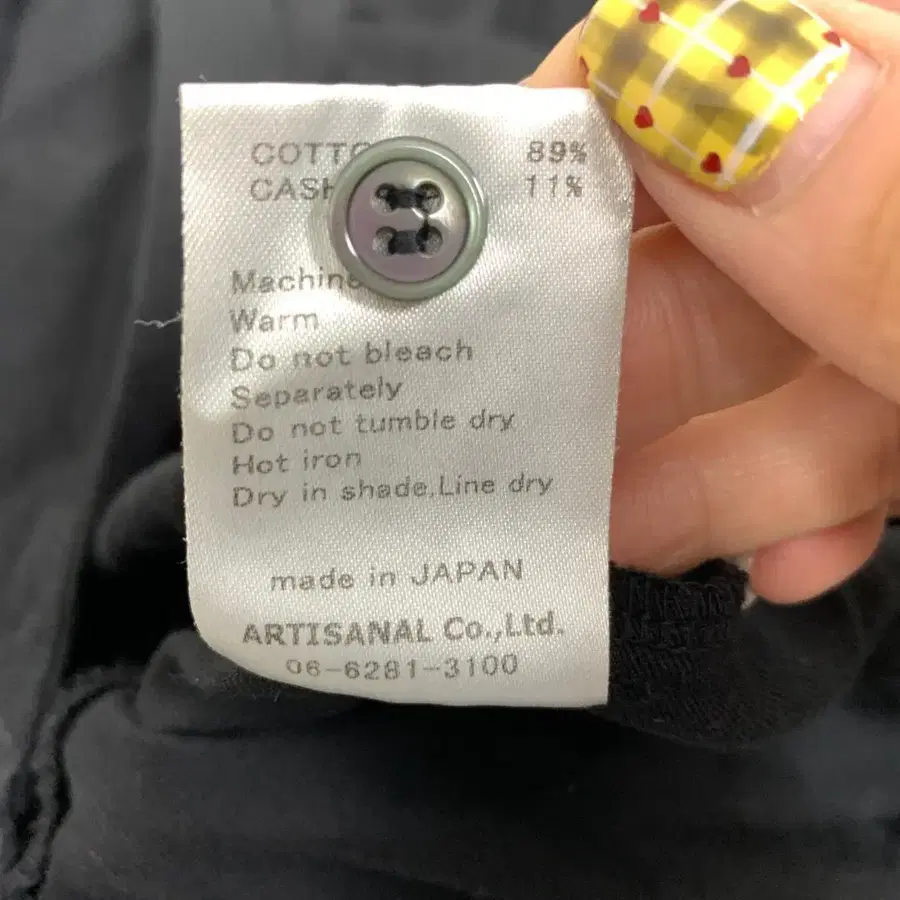 89%
11%
Warm
Do not bleach
Separately
Do not tumble dry
Hot iron
Dry in shade,Line dry
made in JAPAN
ARTISANAL Co.,Ltd.
06-6281-3100